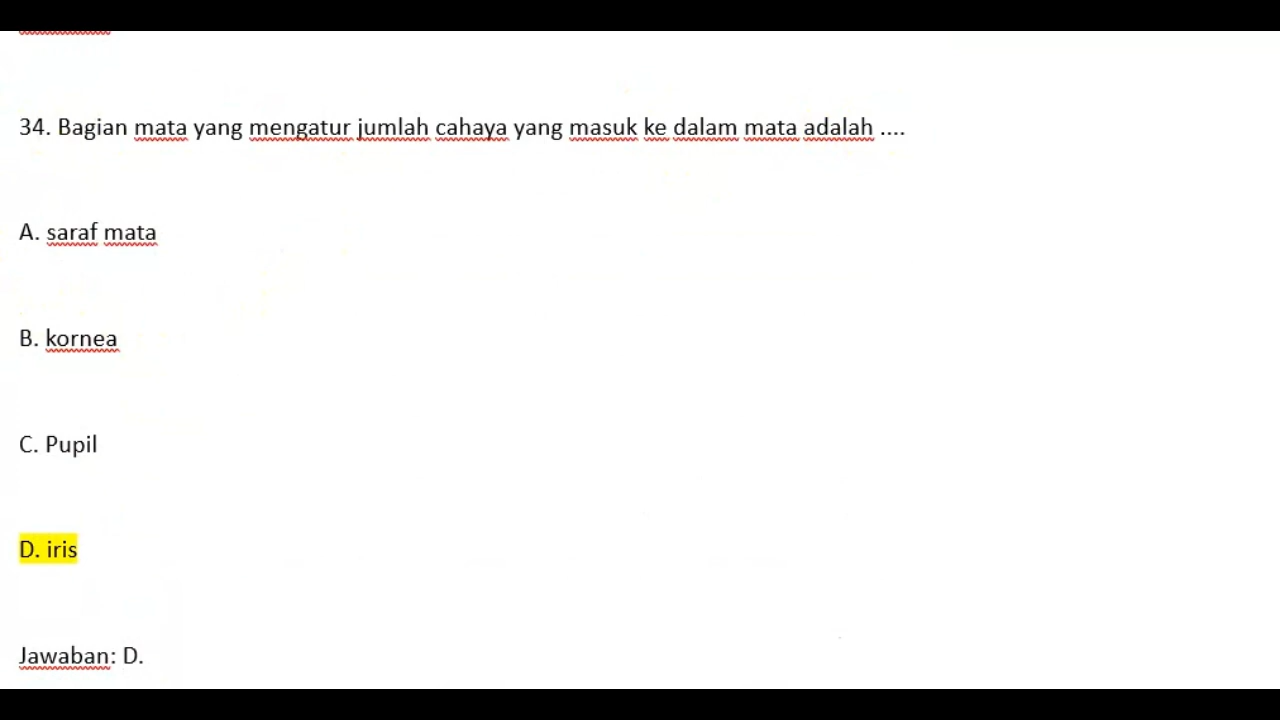 34. Bagian mata yang mengatur jumlah cahaya yang masuk ke dalam mata adalah ....
A. saraf mata
B. kornea
C. Pupil
D. iris
Jawaban: D.